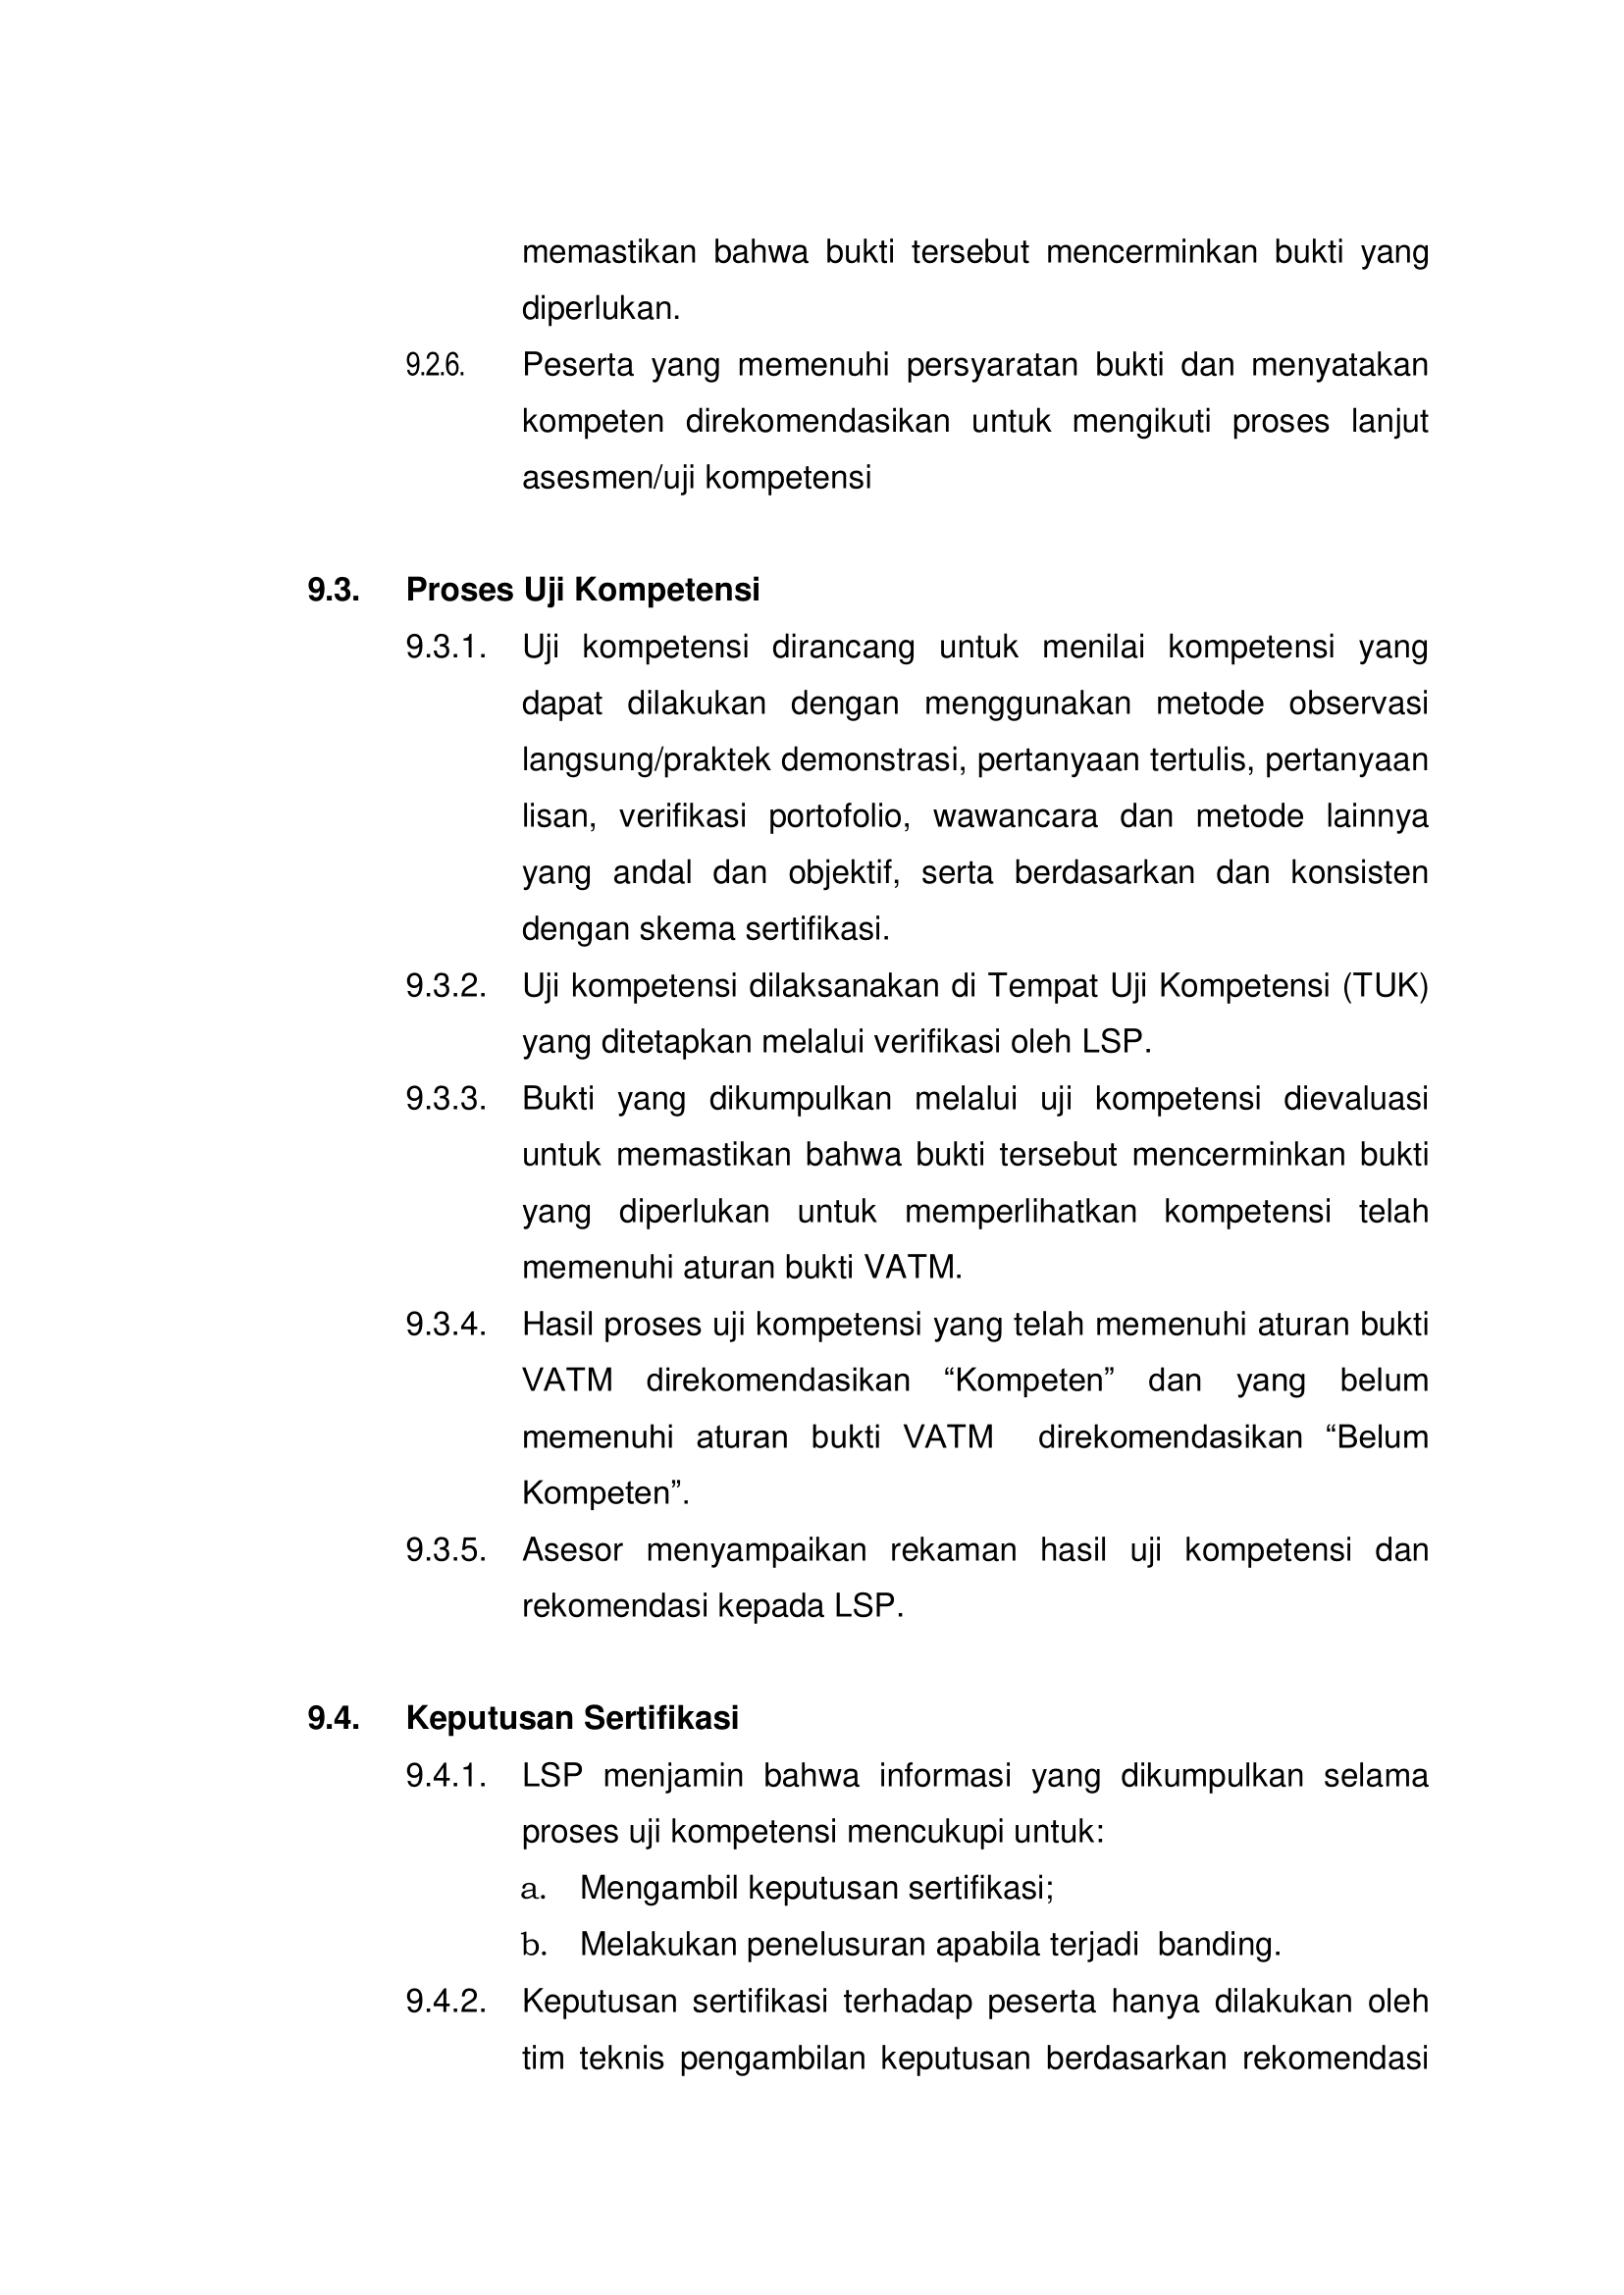 memastikan bahwa bukti tersebut mencerminkan bukti yang
diperlukan.
9.2.6. Peserta yang memenuhi persyaratan bukti dan menyatakan
kompeten direkomendasikan untuk mengikuti proses lanjut
asesmen/uji kompetensi
9.3. Proses Uji Kompetensi
9.3.1. Uji kompetensi dirancang untuk menilai kompetensi yang
dapat dilakukan dengan menggunakan metode observasi
langsung/praktek demonstrasi, pertanyaan tertulis, pertanyaan
lisan, verifikasi portofolio, wawancara dan metode lainnya
yang andal dan objektif, serta berdasarkan dan konsisten
dengan skema sertifikasi.
9.3.2. Uji kompetensi dilaksanakan di Tempat Uji Kompetensi (TUK)
yang ditetapkan melalui verifikasi oleh LSP.
9.3.3. Bukti yang dikumpulkan melalui uji kompetensi dievaluasi
untuk memastikan bahwa bukti tersebut mencerminkan bukti
yang diperlukan untuk memperlihatkan kompetensi telah
memenuhi aturan bukti VATM.
9.3.4. Hasil proses uji kompetensi yang telah memenuhi aturan bukti
VATM direkomendasikan “Kompeten” dan yang belum
memenuhi aturan bukti VATM direkomendasikan “Belum
Kompeten”.
9.3.5. Asesor menyampaikan rekaman hasil uji kompetensi dan
rekomendasi kepada LSP.
9.4. Keputusan Sertifikasi
9.4.1. LSP menjamin bahwa informasi yang dikumpulkan selama
proses uji kompetensi mencukupi untuk:
a. Mengambil keputusan sertifikasi;
b. Melakukan penelusuran apabila terjadi banding.
9.4.2. Keputusan sertifikasi terhadap peserta hanya dilakukan oleh
tim teknis pengambilan keputusan berdasarkan rekomendasi